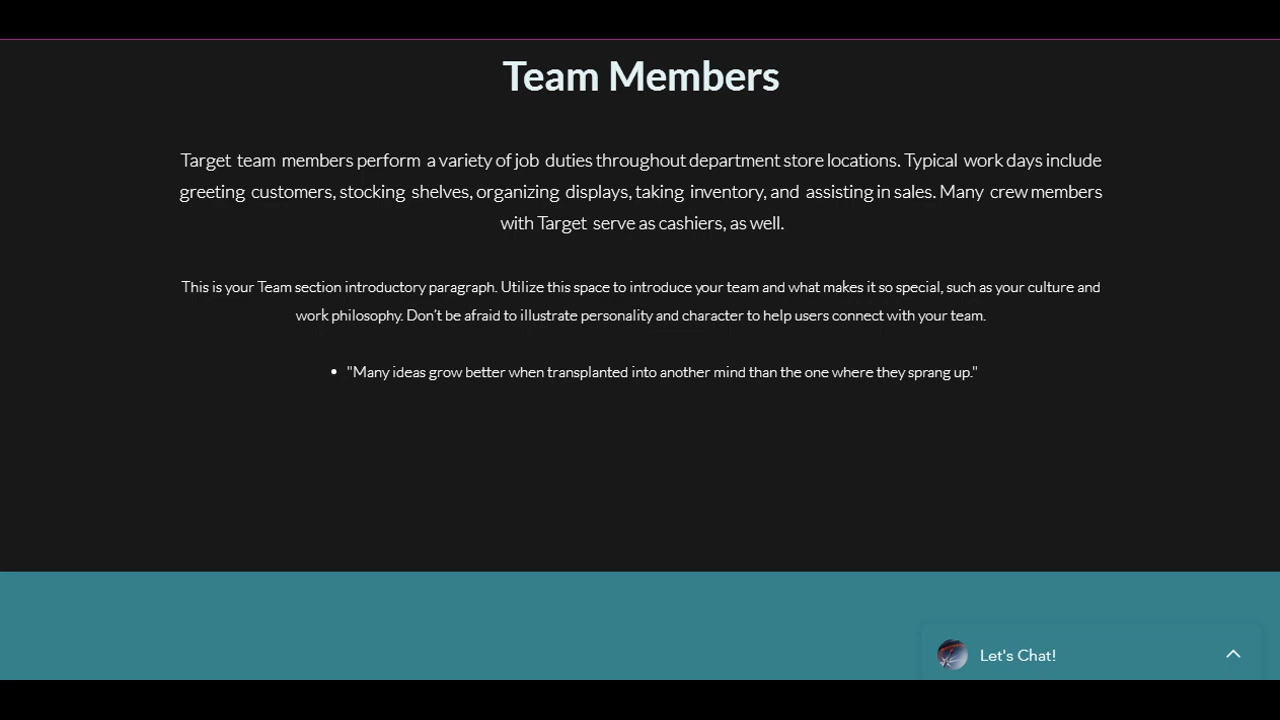 Team Members
Target team members perform a variety of job duties throughout department store locations. Typical work days include
greeting customers, stocking shelves, organizing displays, taking inventory, and assisting in sales. Many crew members
with Target serve as cashiers, as well.
This is your Team section introductory paragraph. Utilize this space to introduce your team and what makes it so special, such as your culture and
work philosophy. Don’t be afraid to illustrate personality and character to help users connect with your team.
• "Many ideas grow better when transplanted into another mind than the one where they sprang up."
Let's Chat!